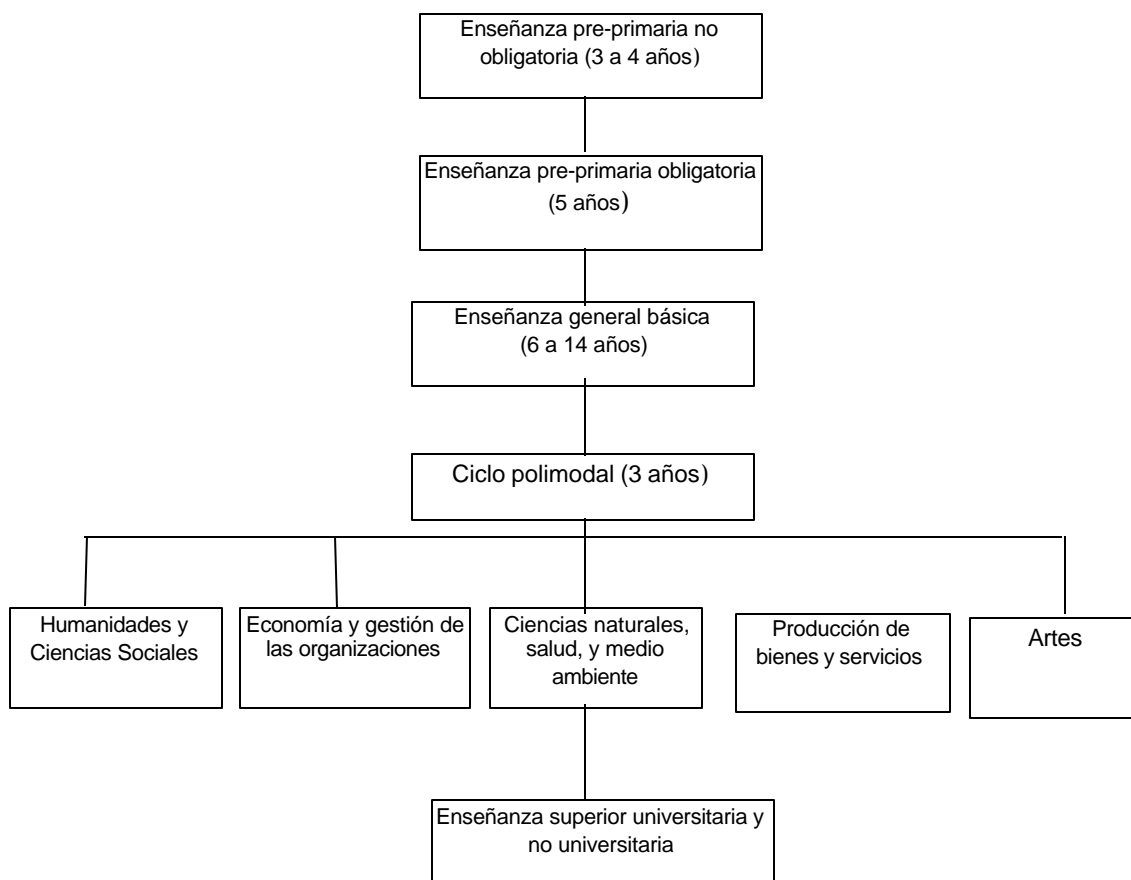 Enseñanza pre-primaria no
obligatoria (3 a 4 años)
Enseñanza pre-primaria obligatoria
(5 años)
Enseñanza general básica
(6 a 14 años)
Ciclo polimodal (3 años)
Humanidades y
Ciencias Sociales
Economía y gestión de
las organizaciones
Ciencias naturales,
salud, y medio
ambiente
Producción de
bienes y servicios
Artes
Enseñanza superior universitaria y
no universitaria